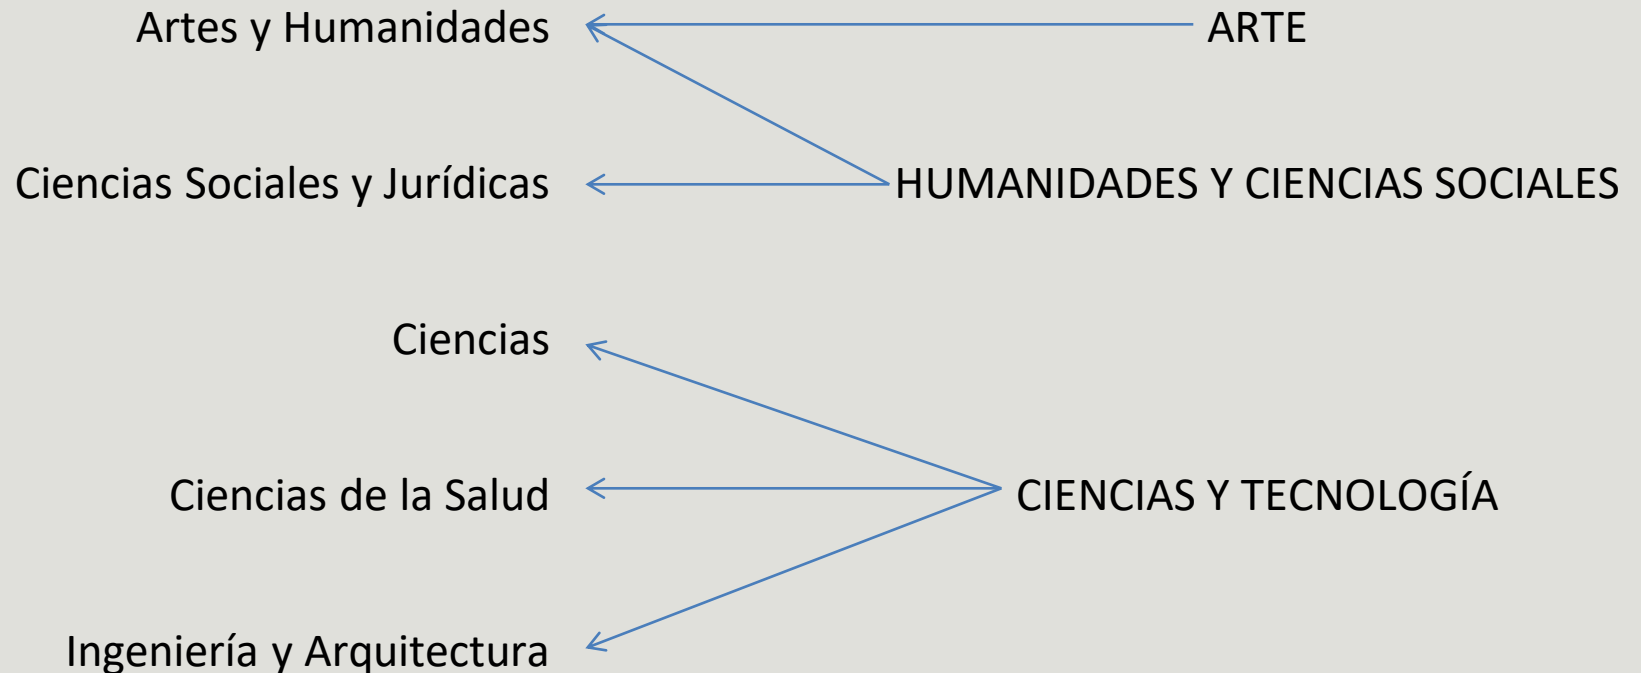 Artes y Humanidades ARTE
Ciencias Sociales y Jurídicas HUMANIDADES Y CIENCIAS SOCIALES
Ciencias
Ciencias de la Salud CIENCIAS Y TECNOLOGÍA
Ingeniería y Arquitectura